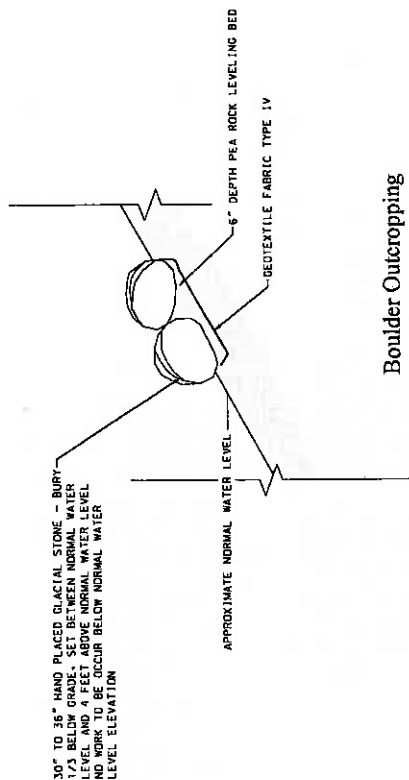 30" TO 36" HAND PLACED GLACIAL STONE - BURY
1/3 BELOW GRADE. SET BETWEEN NORMAL WATER
LEVEL AND 4 FEET ABOVE NORMAL WATER LEVEL
NO WORK TO BE OCCUR BELOW NORMAL WATER
LEVEL ELEVATION
6" DEPTH PEA ROCK LEVELING BED
GEOTEXTILE FABRIC TYPE IV
APPROXIMATE NORMAL WATER LEVEL
Boulder Outcropping